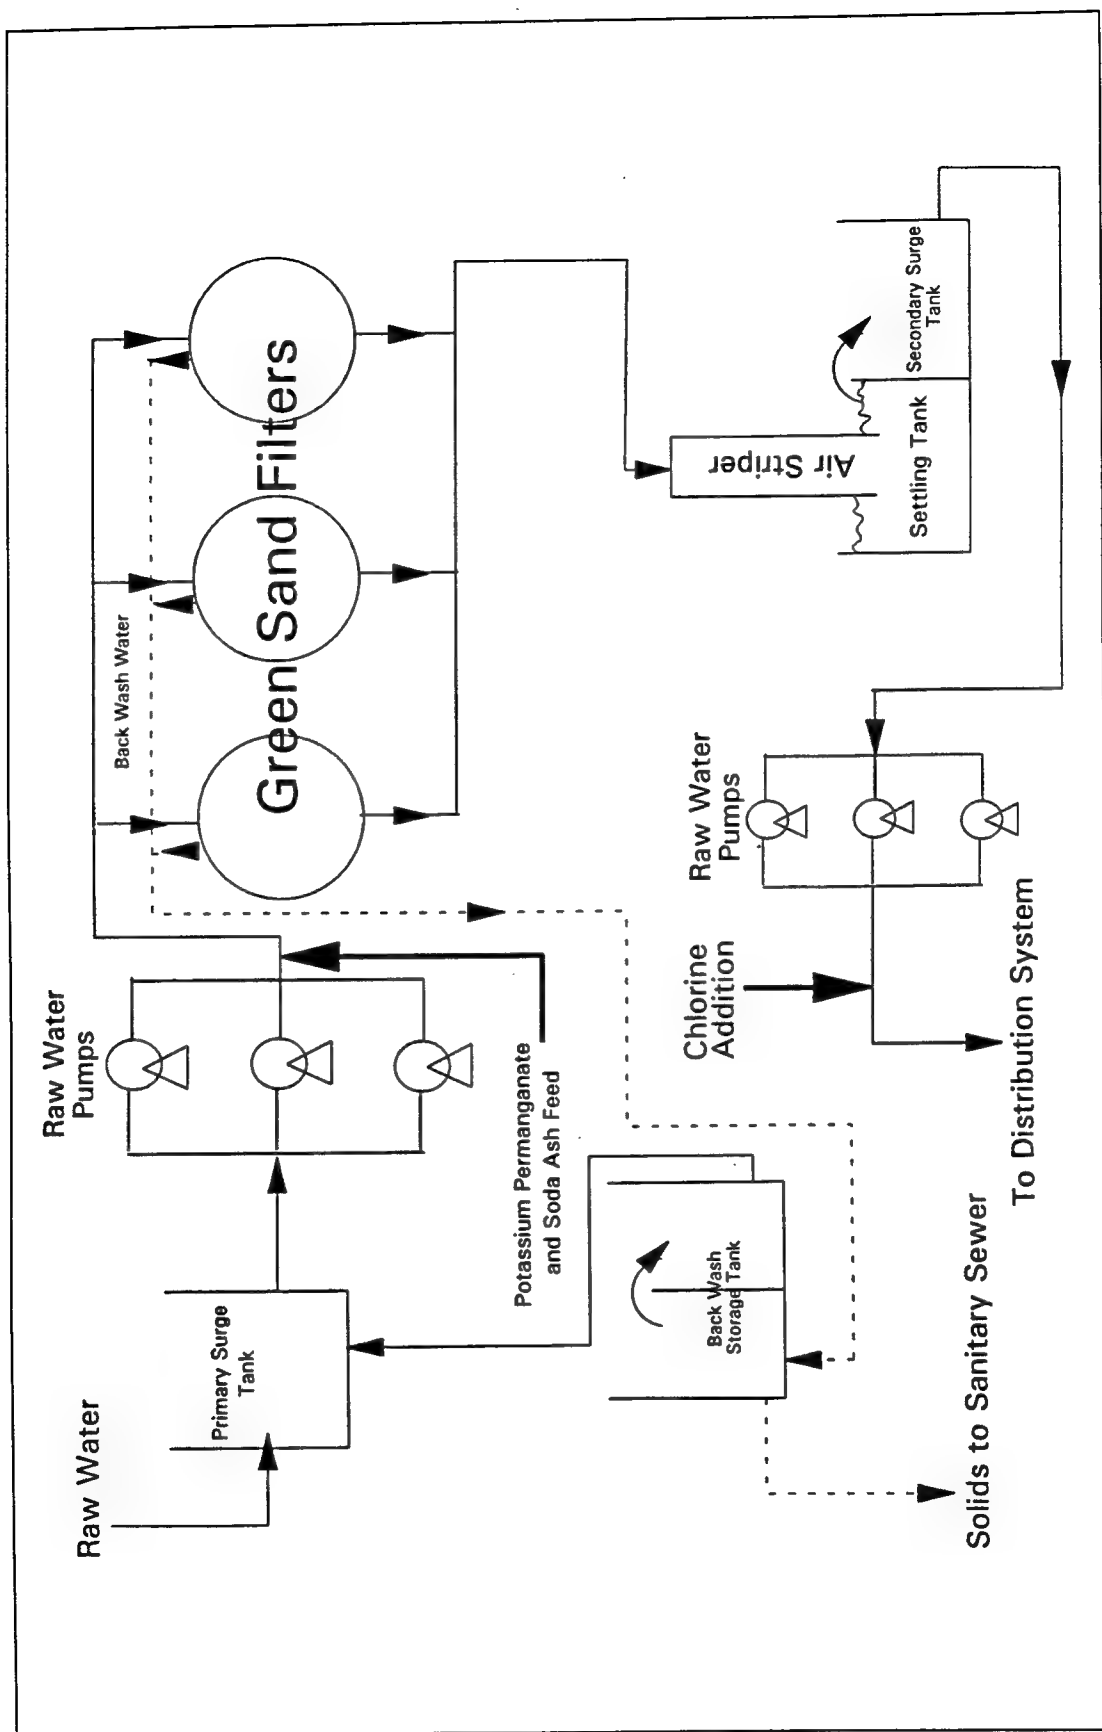 Raw Water
Primary Surge
Tank
Raw Water
Pumps
Back Wash Water
Green Sand Filters
Potassium Permanganate
and Soda Ash Feed
Back Wash
Storage Tank
Solids to Sanitary Sewer
Chlorine
Addition
To Distribution System
Raw Water
Pumps
Air Striper
Settling Tank
Secondary Surge
Tank